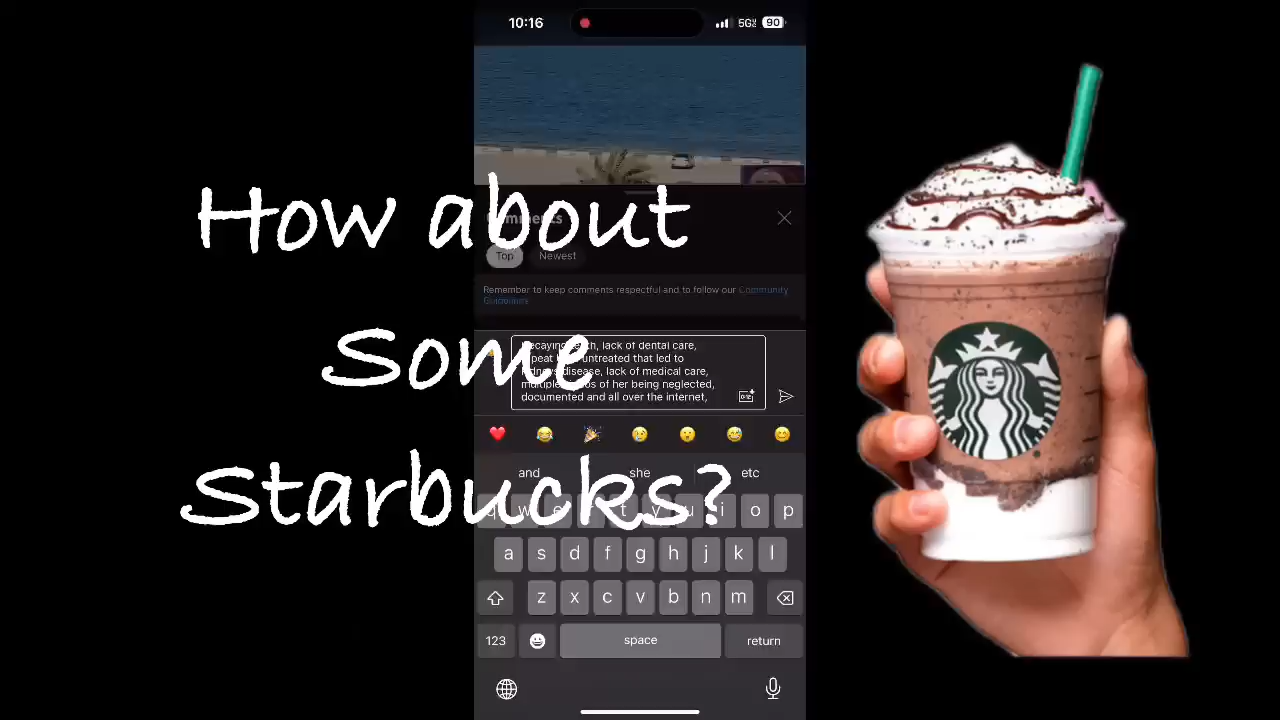 10:16
5G
90
How about
Some
Starbucks?
Top
Newest
Remember to keep comments respectful and to follow our Community
Guidelines
lack of dental care,
untreated that led to
disease, lack of medical care,
of her being neglected,
documented and all over the internet,
and
she
etc
q w e t y u i o p
a s d f g h j k l
z x c v b n m
123
space
return